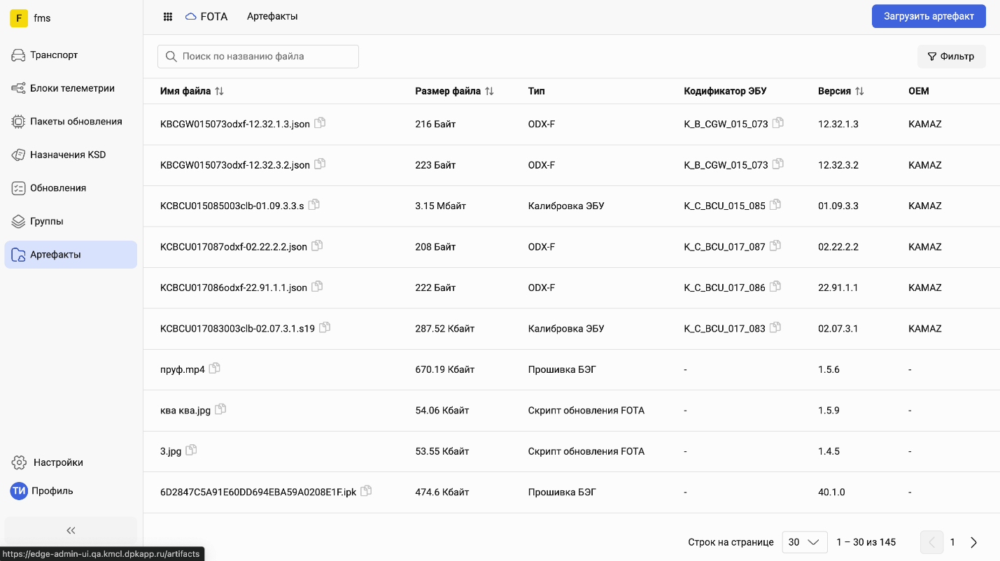 F fms
FOTA Артефакты Загрузить артефакт
Транспорт
Поиск по названию файла Фильтр
Блоки телеметрии
Имя файла Размер файла Тип Кодификатор ЭБУ Версия OEM
Пакеты обновления
KBCGW015073odxf-12.32.1.3.json 216 Байт ODX-F K_B_CGW_015_073 12.32.1.3 KAMAZ
Назначения KSD
KBCGW015073odxf-12.32.3.2.json 223 Байт ODX-F K_B_CGW_015_073 12.32.3.2 KAMAZ
Обновления
KCBCU015085003clb-01.09.3.3.s 3.15 Мбайт Калибровка ЭБУ K_C_BCU_015_085 01.09.3.3 KAMAZ
Группы
KCBCU017087odxf-02.22.2.2.json 208 Байт ODX-F K_C_BCU_017_087 02.22.2.2 KAMAZ
Артефакты
KCBCU017086odxf-22.91.1.1.json 222 Байт ODX-F K_C_BCU_017_086 22.91.1.1 KAMAZ
KCBCU017083003clb-02.07.3.1.s19 287.52 Кбайт Калибровка ЭБУ K_C_BCU_017_083 02.07.3.1 KAMAZ
пруф.mp4 670.19 Кбайт Прошивка БЭГ - 1.5.6 -
ква ква.jpg 54.06 Кбайт Скрипт обновления FOTA - 1.5.9 -
3.jpg 53.55 Кбайт Скрипт обновления FOTA - 1.4.5 -
Настройки
6D2847C5A91E60DD694EBA59A0208E1F.ipk 474.6 Кбайт Прошивка БЭГ - 40.1.0 -
ТИ Профиль
Строк на странице 30 1 – 30 из 145 1
https://edge-admin-ui.qa.kmcl.dpkapp.ru/artifacts